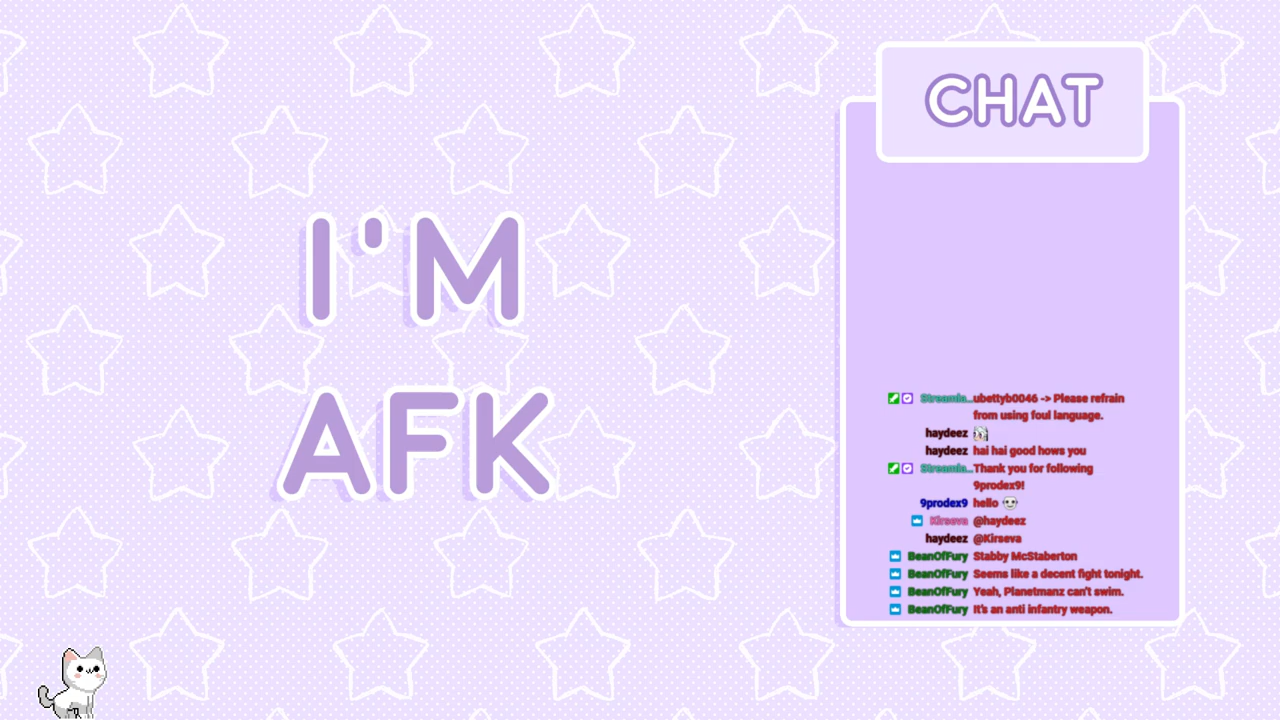 CHAT
I'M
AFK
Streamla...ubettyb0046 -> Please refrain
from using foul language.
haydeez
haydeez hai hai good hows you
Streamla...Thank you for following
9prodex9!
9prodex9 hello
Kirseva @haydeez
haydeez @Kirseva
BeanOfFury Stabby McStaberton
BeanOfFury Seems like a decent fight tonight.
BeanOfFury Yeah, Planetmanz can't swim.
BeanOfFury It's an anti infantry weapon.